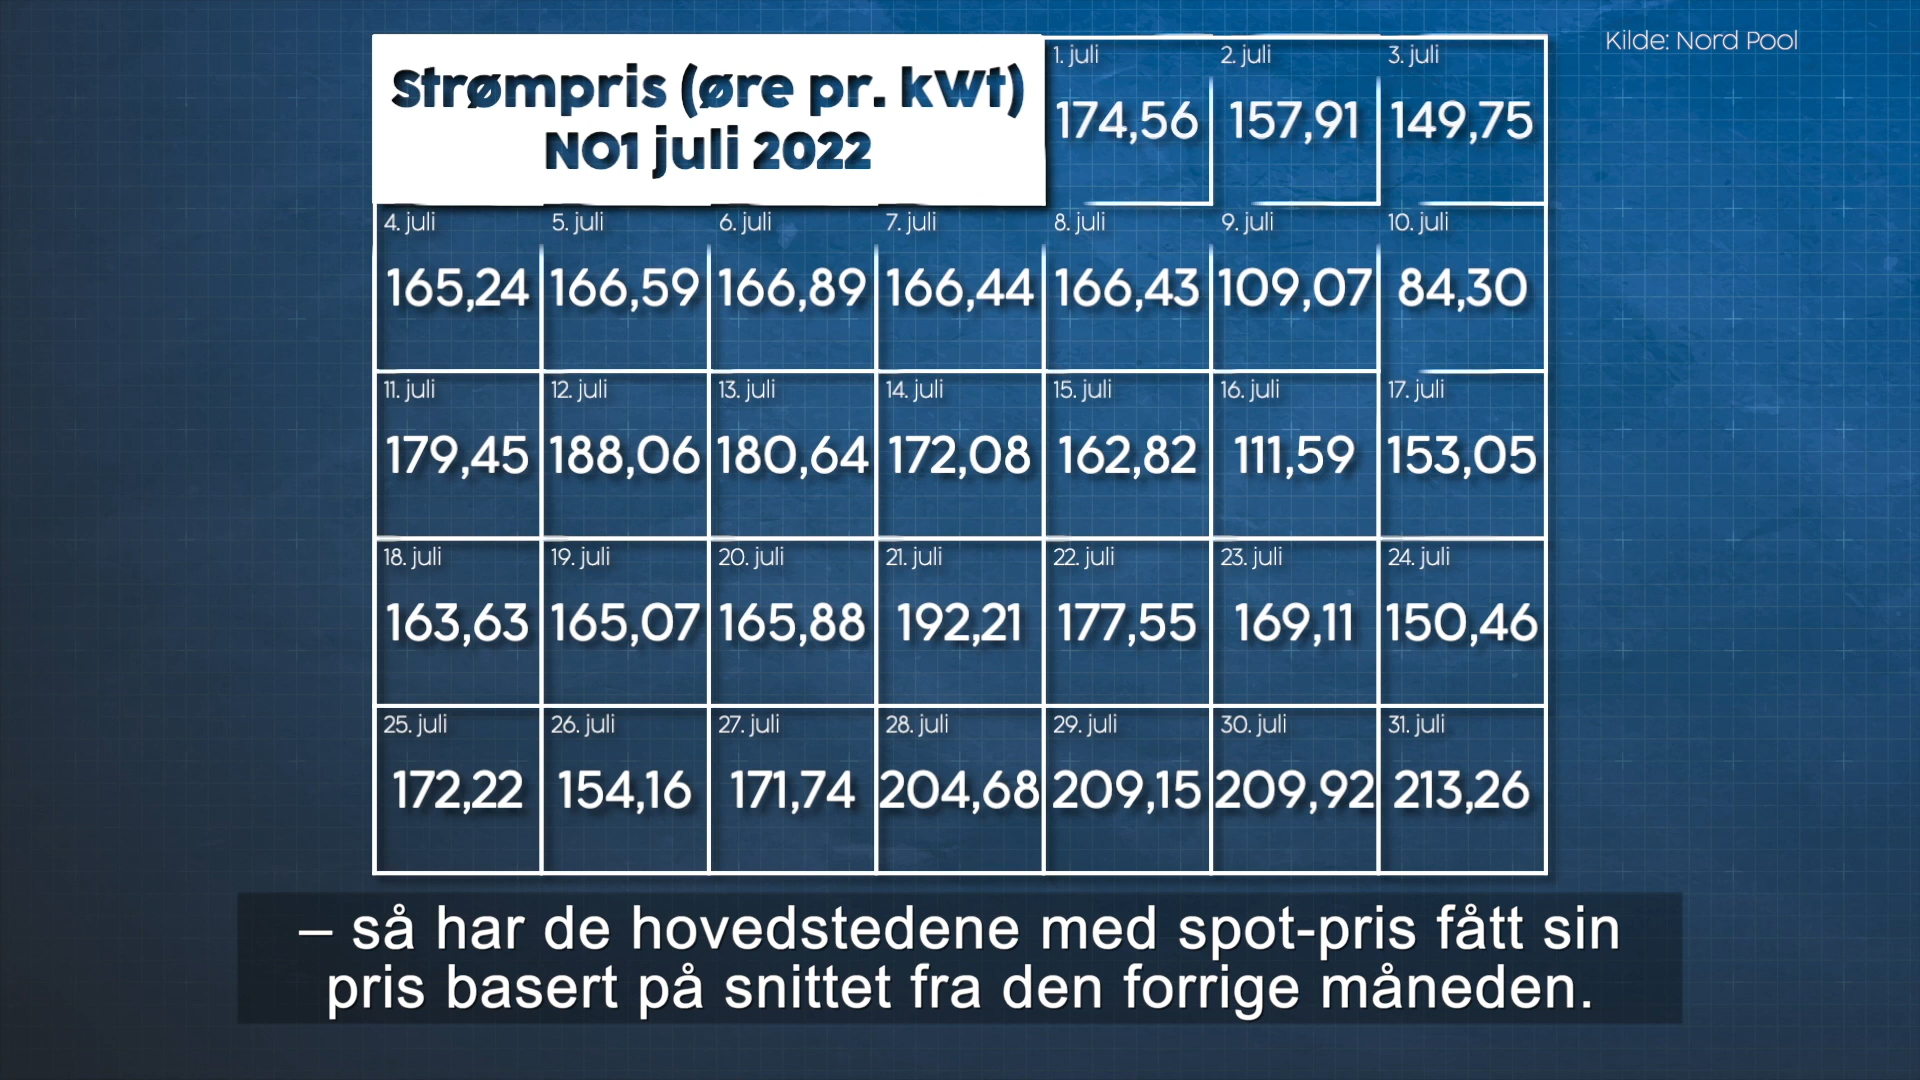 Kilde: Nord Pool
Strømpris (øre pr. kWt)
NO1 juli 2022
1. juli 2. juli 3. juli
174,56 157,91 149,75
4. juli 5. juli 6. juli 7. juli 8. juli 9. juli 10. juli
165,24 166,59 166,89 166,44 166,43 109,07 84,30
11. juli 12. juli 13. juli 14. juli 15. juli 16. juli 17. juli
179,45 188,06 180,64 172,08 162,82 111,59 153,05
18. juli 19. juli 20. juli 21. juli 22. juli 23. juli 24. juli
163,63 165,07 165,88 192,21 177,55 169,11 150,46
25. juli 26. juli 27. juli 28. juli 29. juli 30. juli 31. juli
172,22 154,16 171,74 204,68 209,15 209,92 213,26
– så har de hovedstedene med spot-pris fått sin
pris basert på snittet fra den forrige måneden.